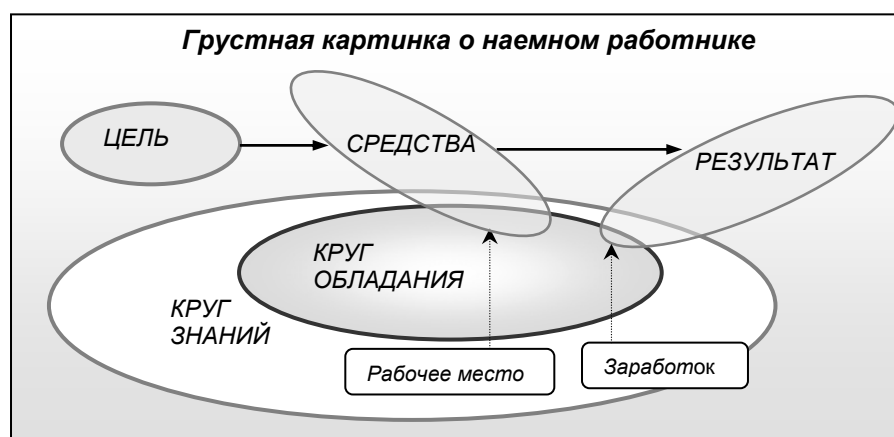 Грустная картинка о наемном работнике
ЦЕЛЬ
СРЕДСТВА
РЕЗУЛЬТАТ
КРУГ
ОБЛАДАНИЯ
КРУГ
ЗНАНИЙ
Рабочее место
Заработок